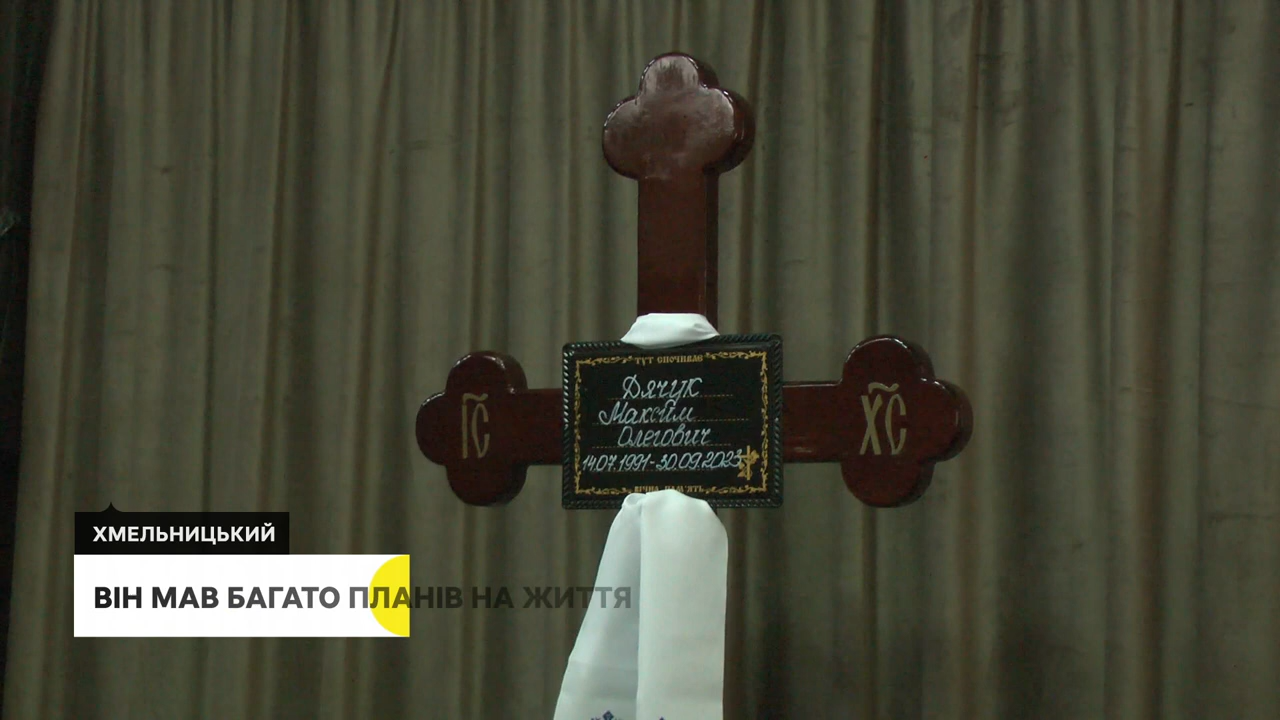 ТУТ СПОЧИВАЄ
Дячук
Максим
Олегович
14.07.1991-30.09.2023
ВІЧНА ПАМ'ЯТЬ
ІС
ХС
ХМЕЛЬНИЦЬКИЙ
ВІН МАВ БАГАТО ПЛАНІВ НА ЖИТТЯ